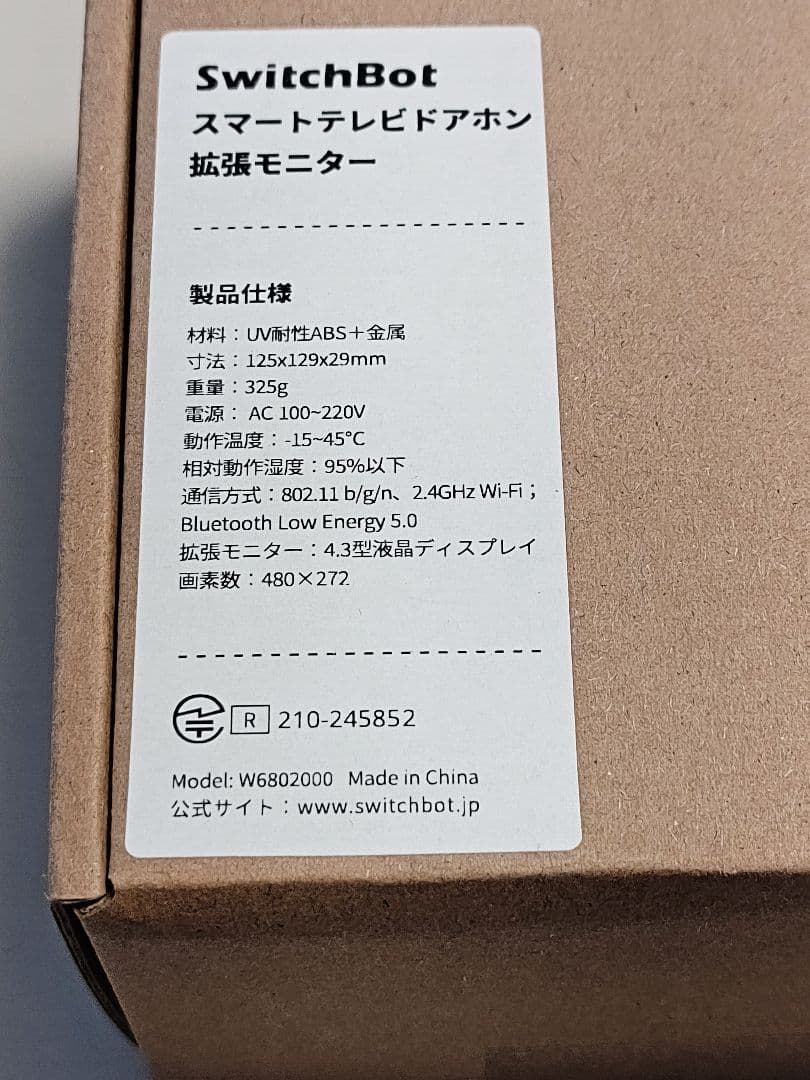 SwitchBot
スマートテレビドアホン
拡張モニター
製品仕様
材料：UV耐性ABS＋金属
寸法：125x129x29mm
重量：325g
電源： AC 100~220V
動作温度：-15~45°C
相対動作湿度：95%以下
通信方式：802.11 b/g/n、2.4GHz Wi-Fi；
Bluetooth Low Energy 5.0
拡張モニター：4.3型液晶ディスプレイ
画素数：480×272
R 210-245852
Model: W6802000 Made in China
公式サイト：www.switchbot.jp